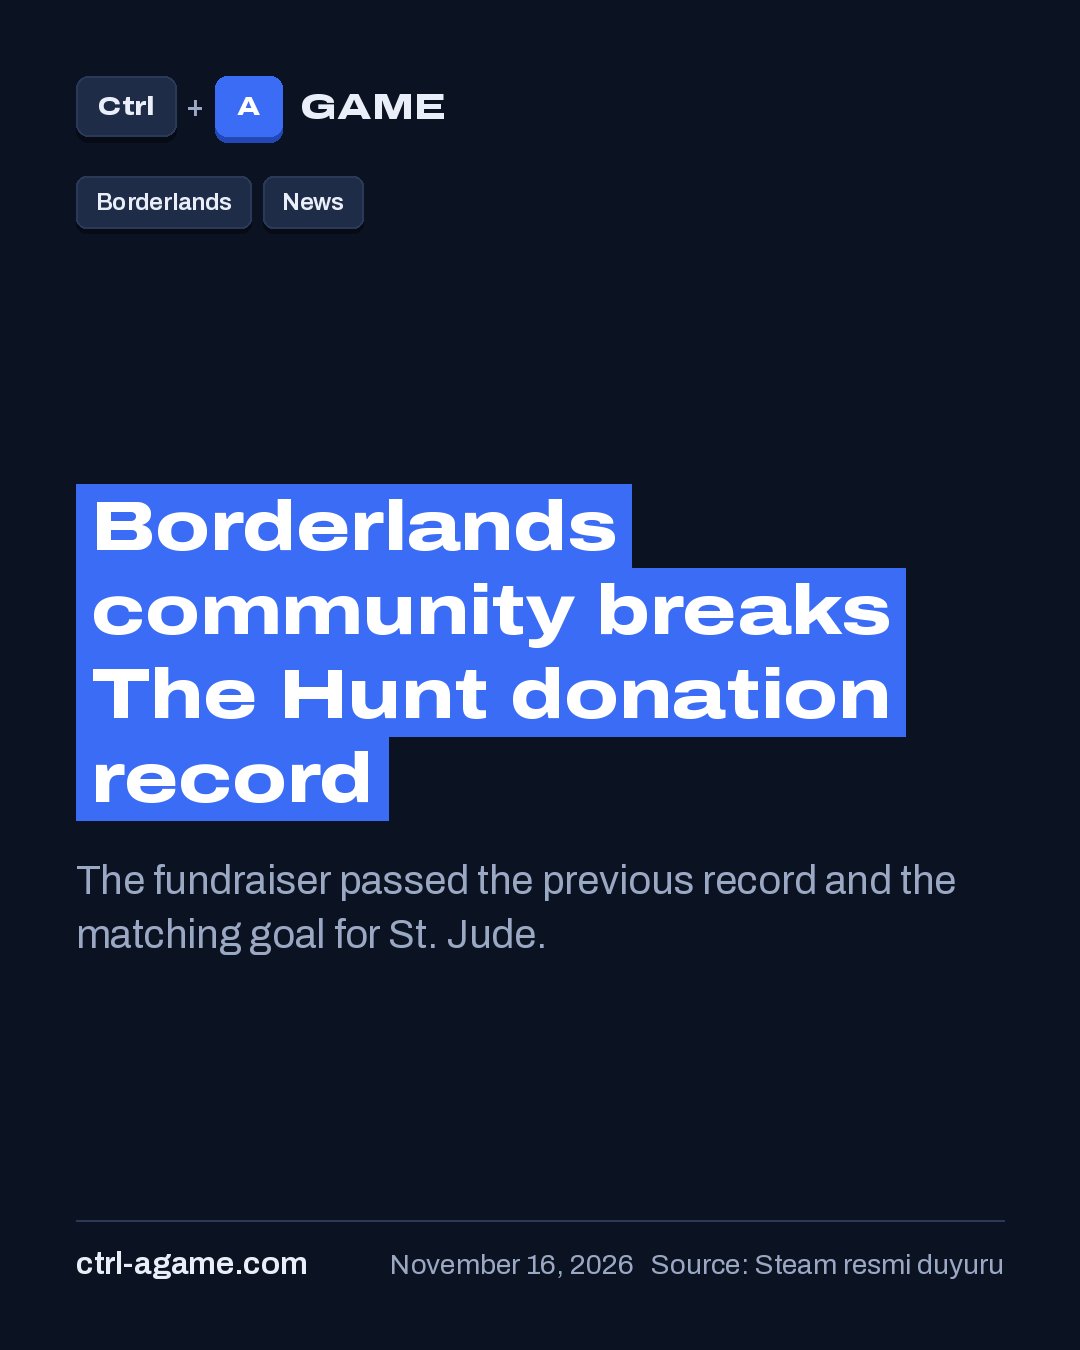 Ctrl + A GAME
Borderlands News
Borderlands
community breaks
The Hunt donation
record
The fundraiser passed the previous record and the
matching goal for St. Jude.
ctrl-agame.com November 16, 2026 Source: Steam resmi duyuru